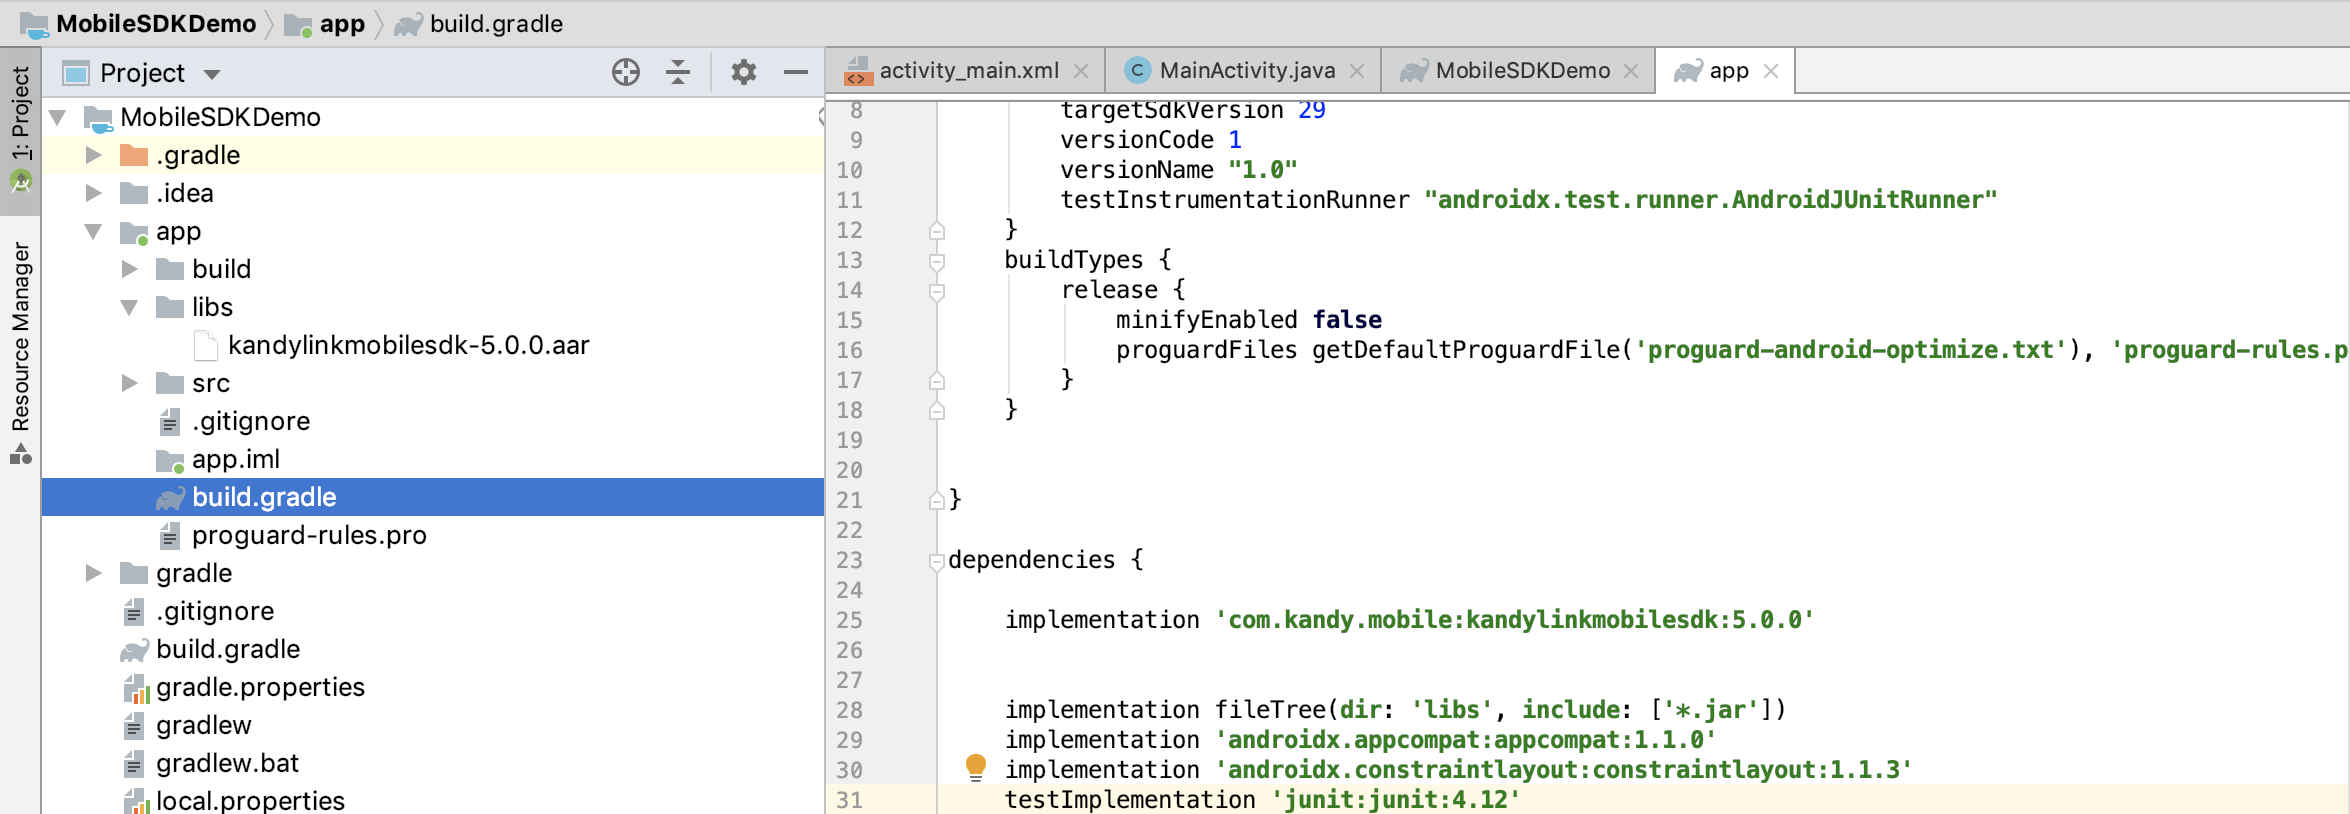 MobileSDKDemo app build.gradle
1: Project
Resource Manager
Project
MobileSDKDemo
.gradle
.idea
app
build
libs
kandylinkmobilesdk-5.0.0.aar
src
.gitignore
app.iml
build.gradle
proguard-rules.pro
gradle
.gitignore
build.gradle
gradle.properties
gradlew
gradlew.bat
local.properties
activity_main.xml MainActivity.java MobileSDKDemo app
8 targetSdkVersion 29
9 versionCode 1
10 versionName "1.0"
11 testInstrumentationRunner "androidx.test.runner.AndroidJUnitRunner"
12 }
13 buildTypes {
14 release {
15 minifyEnabled false
16 proguardFiles getDefaultProguardFile('proguard-android-optimize.txt'), 'proguard-rules.p
17 }
18 }
19
20
21 }
22
23 dependencies {
24
25 implementation 'com.kandy.mobile:kandylinkmobilesdk:5.0.0'
26
27
28 implementation fileTree(dir: 'libs', include: ['*.jar'])
29 implementation 'androidx.appcompat:appcompat:1.1.0'
30 implementation 'androidx.constraintlayout:constraintlayout:1.1.3'
31 testImplementation 'junit:junit:4.12'